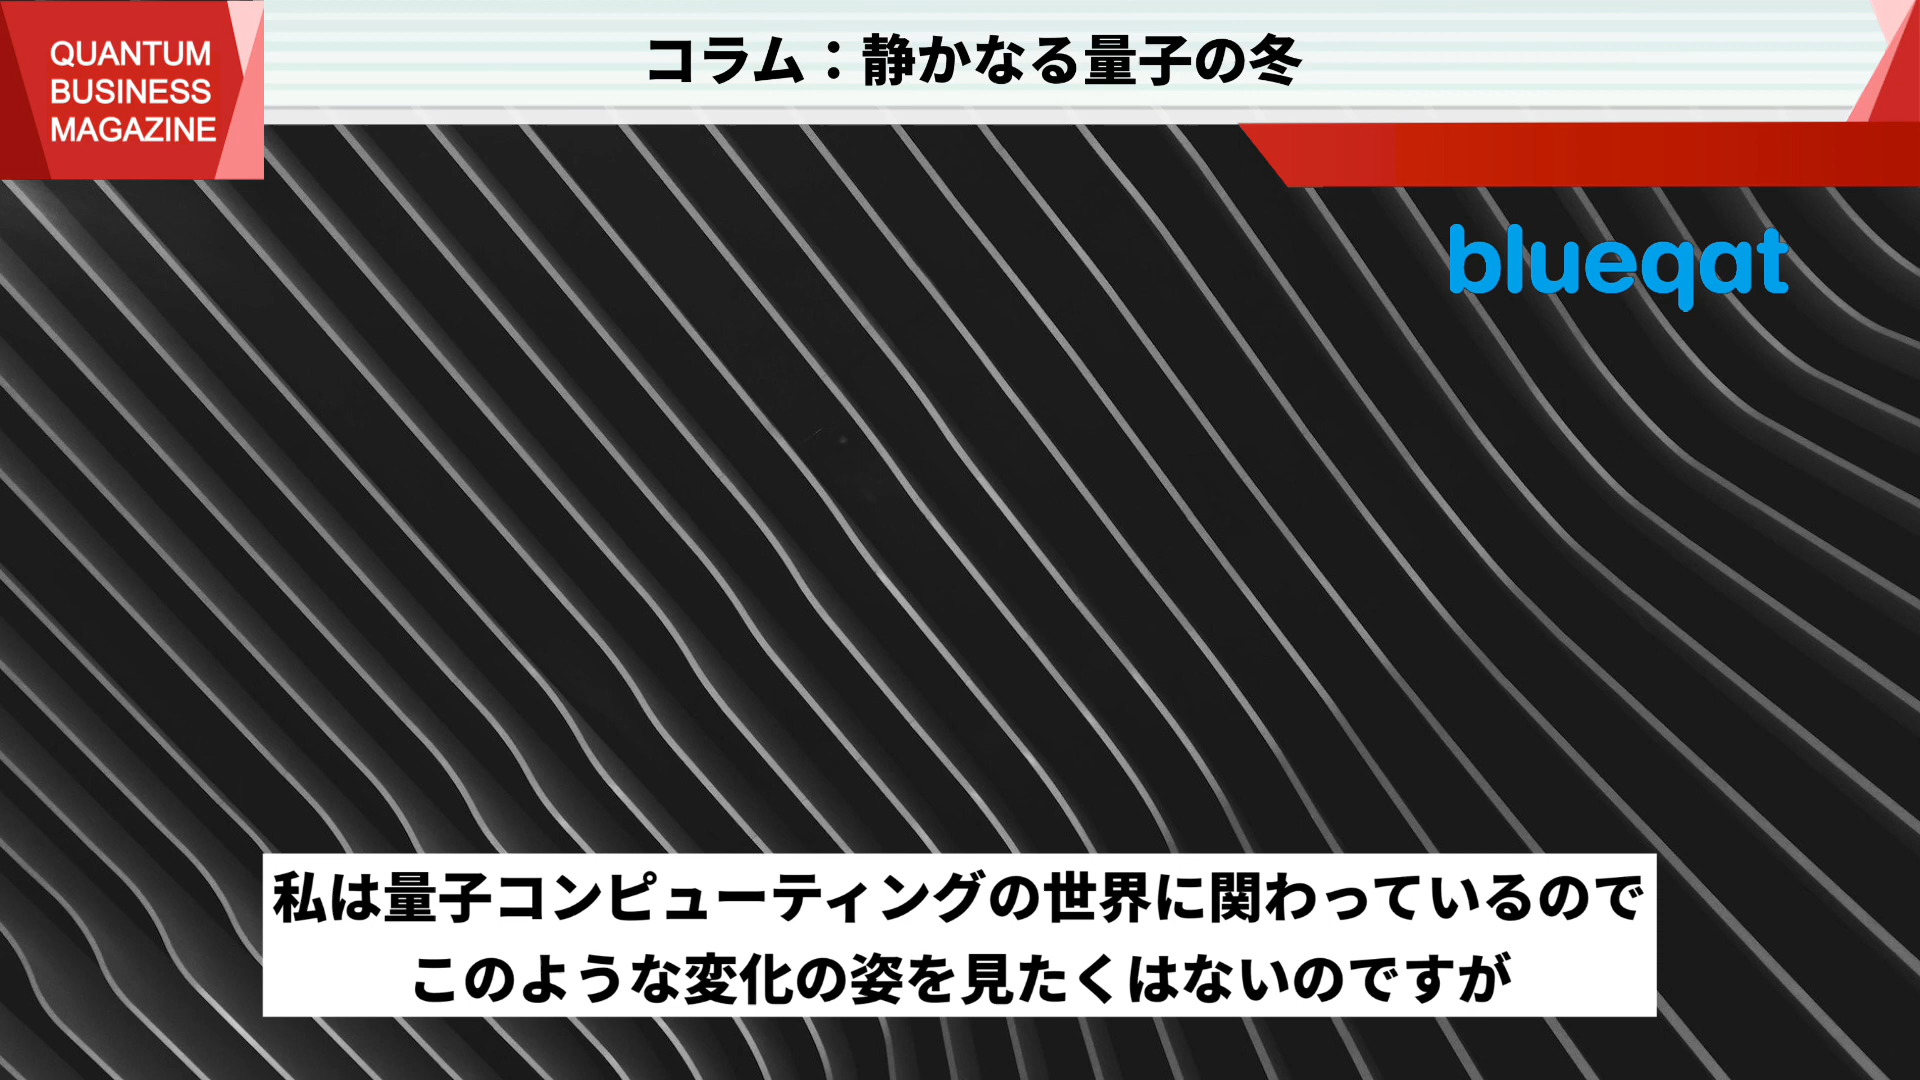 QUANTUM
BUSINESS
MAGAZINE
コラム：静かなる量子の冬
blueqat
私は量子コンピューティングの世界に関わっているので
このような変化の姿を見たくはないのですが